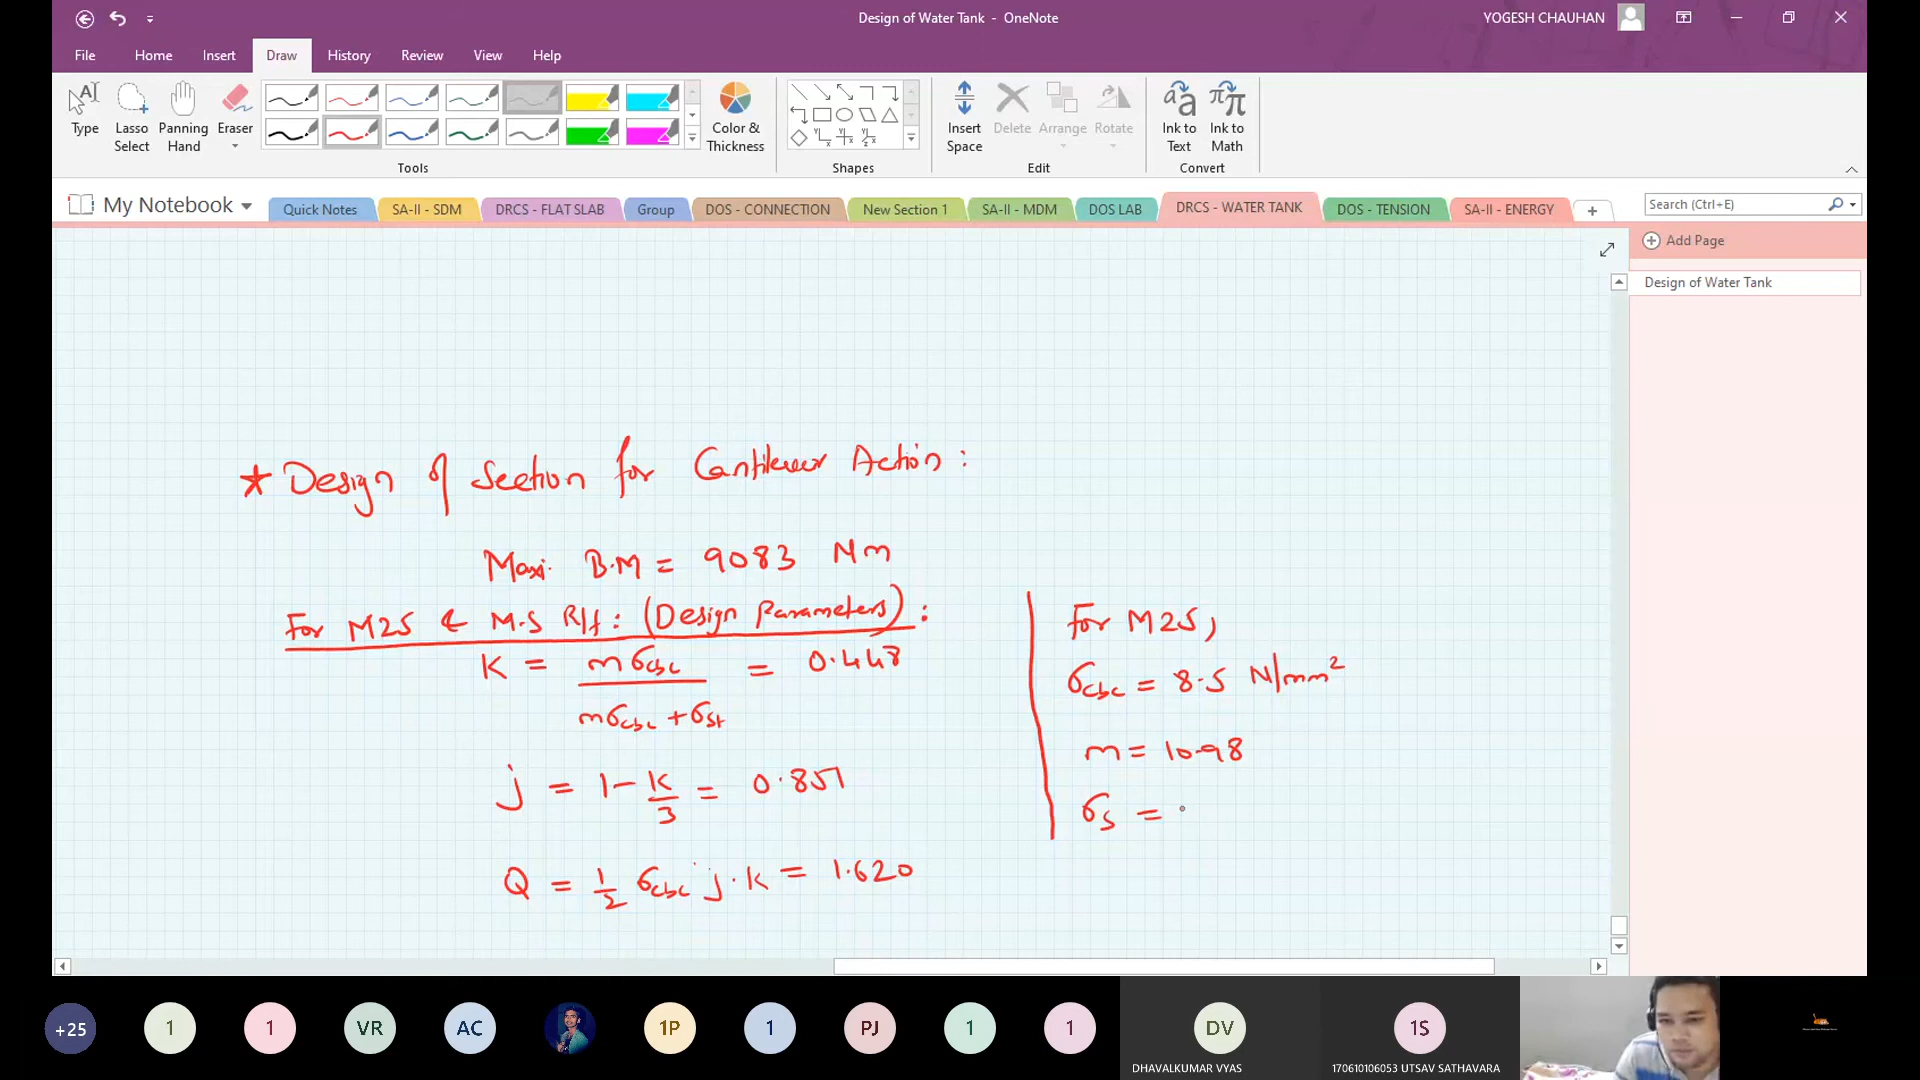 Design of Water Tank - OneNote
YOGESH CHAUHAN
File Home Insert Draw History Review View Help
Type
Lasso Select
Panning Hand
Eraser
Color & Thickness
Insert Space
Delete
Arrange
Rotate
Ink to Text
Ink to Math
Tools
Shapes
Edit
Convert
My Notebook
Quick Notes
SA-II - SDM
DRCS - FLAT SLAB
Group
DOS - CONNECTION
New Section 1
SA-II - MDM
DOS LAB
DRCS - WATER TANK
DOS - TENSION
SA-II - ENERGY
Search (Ctrl+E)
Add Page
Design of Water Tank
* Design of Section for Cantilever Action :
Maxi. B.M = 9083 Nm
For M25 & M.S R/f : (Design Parameters) :
K = mσcbc / mσcbc + σst = 0.448
j = 1 - K/3 = 0.851
Q = 1/2 σcbc j . K = 1.620
For M25,
σcbc = 8.5 N/mm²
m = 10.98
σs =
+25 1 1 VR AC 1P 1 PJ 1 1 DV 1S
DHAVALKUMAR VYAS
170610106053 UTSAV SATHAVARA